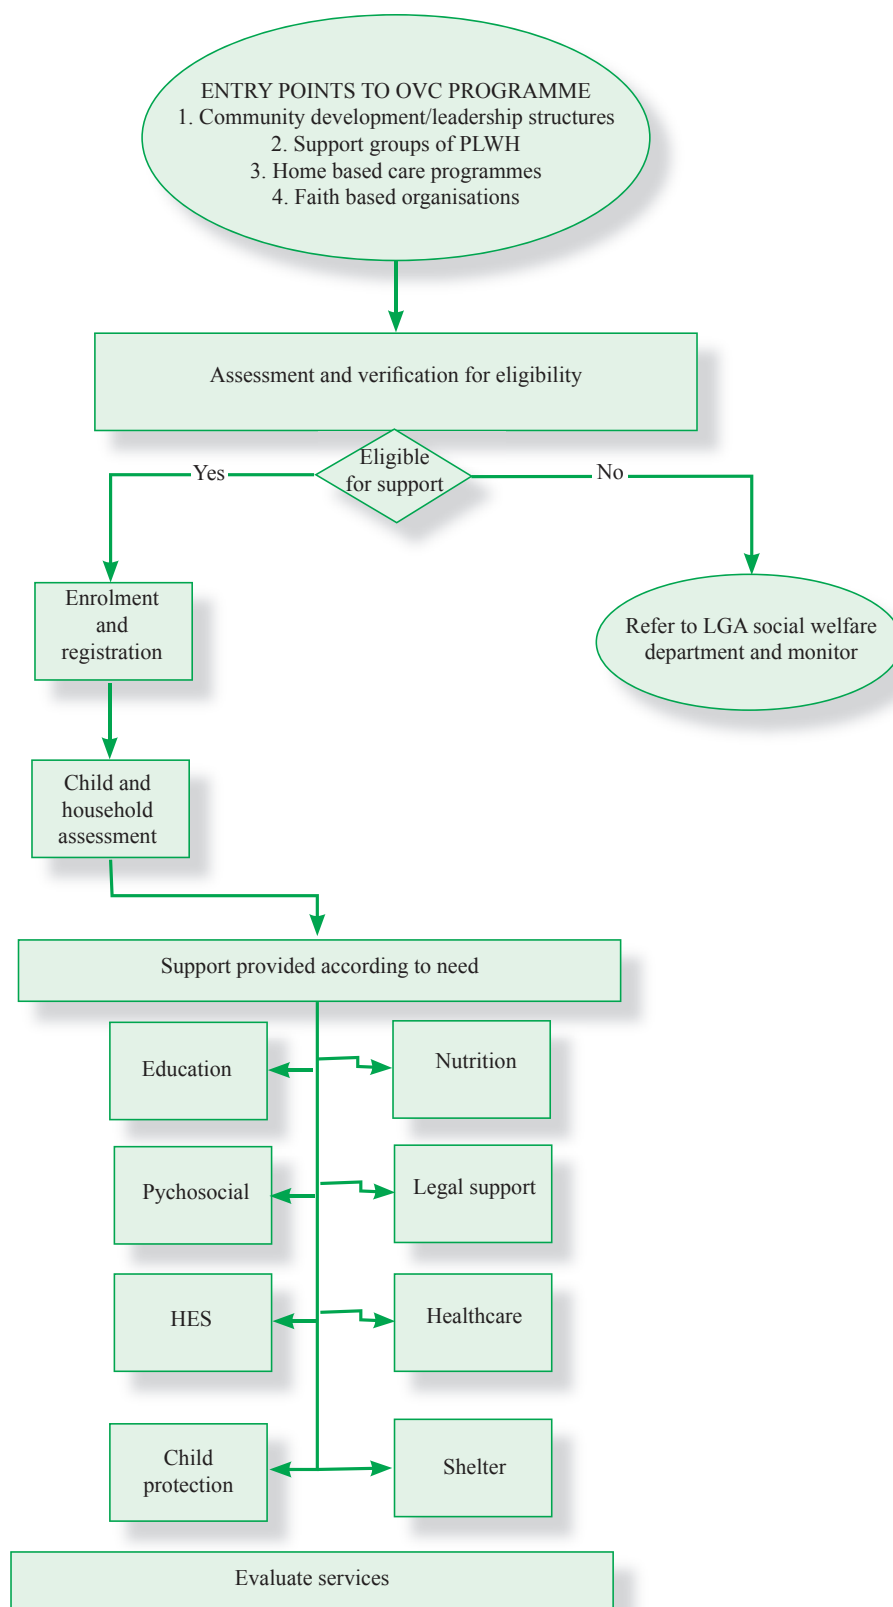 ENTRY POINTS TO OVC PROGRAMME
1. Community development/leadership structures
2. Support groups of PLWH
3. Home based care programmes
4. Faith based organisations
Assessment and verification for eligibility
Eligible
for support
Yes
No
Enrolment
and
registration
Refer to LGA social welfare
department and monitor
Child and
household
assessment
Support provided according to need
Education
Nutrition
Pychosocial
Legal support
HES
Healthcare
Child
protection
Shelter
Evaluate services